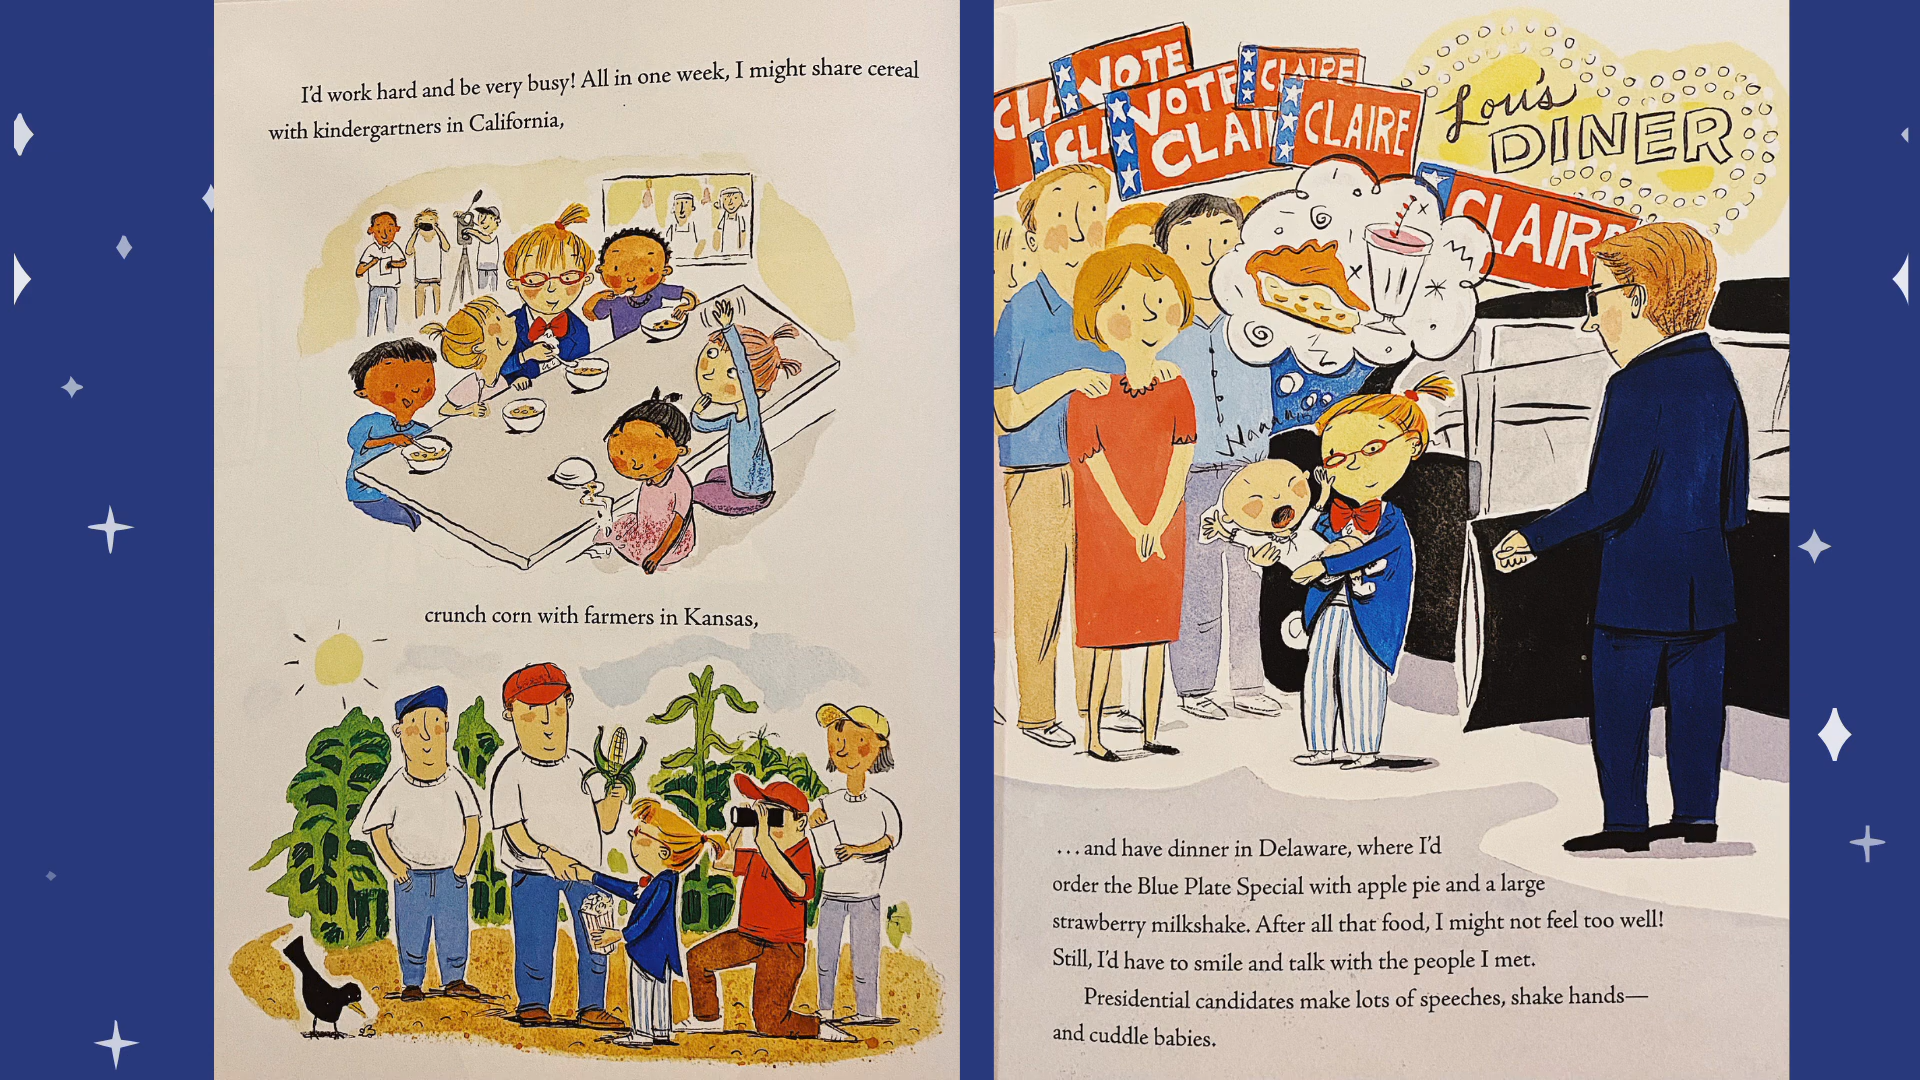 I'd work hard and be very busy! All in one week, I might share cereal
with kindergartners in California,
crunch corn with farmers in Kansas,
VOTE
CLAIRE
VOTE
CLAIRE
CLAIRE
Lou's
DINER
Waaah
...and have dinner in Delaware, where I'd
order the Blue Plate Special with apple pie and a large
strawberry milkshake. After all that food, I might not feel too well!
Still, I'd have to smile and talk with the people I met.
Presidential candidates make lots of speeches, shake hands—
and cuddle babies.